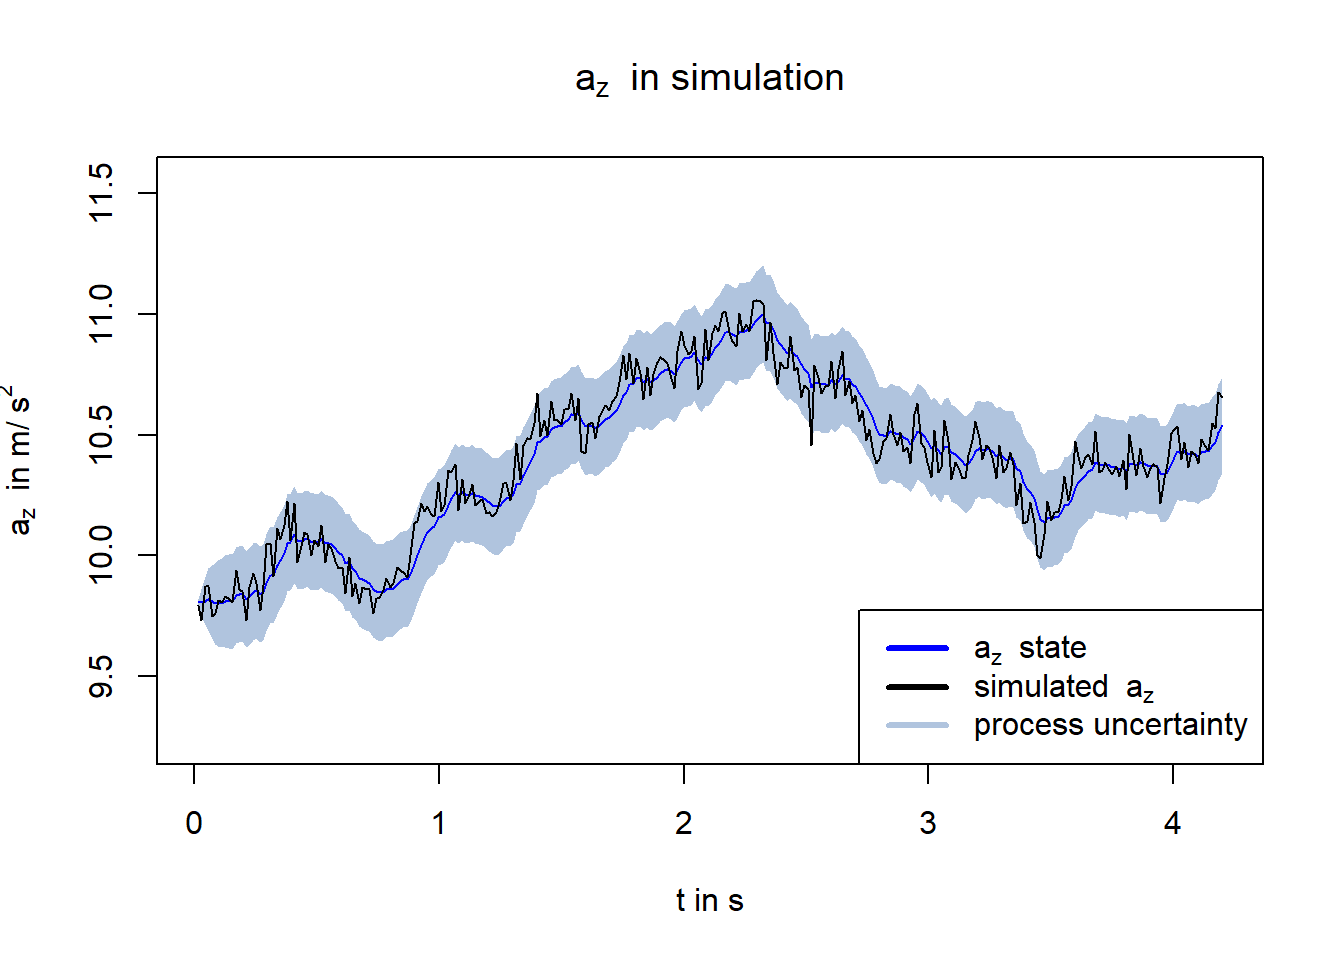 a_z in simulation
11.5
11.0
10.5
10.0
9.5
a_z in m/s²
0 1 2 3 4
t in s
a_z state
simulated a_z
process uncertainty